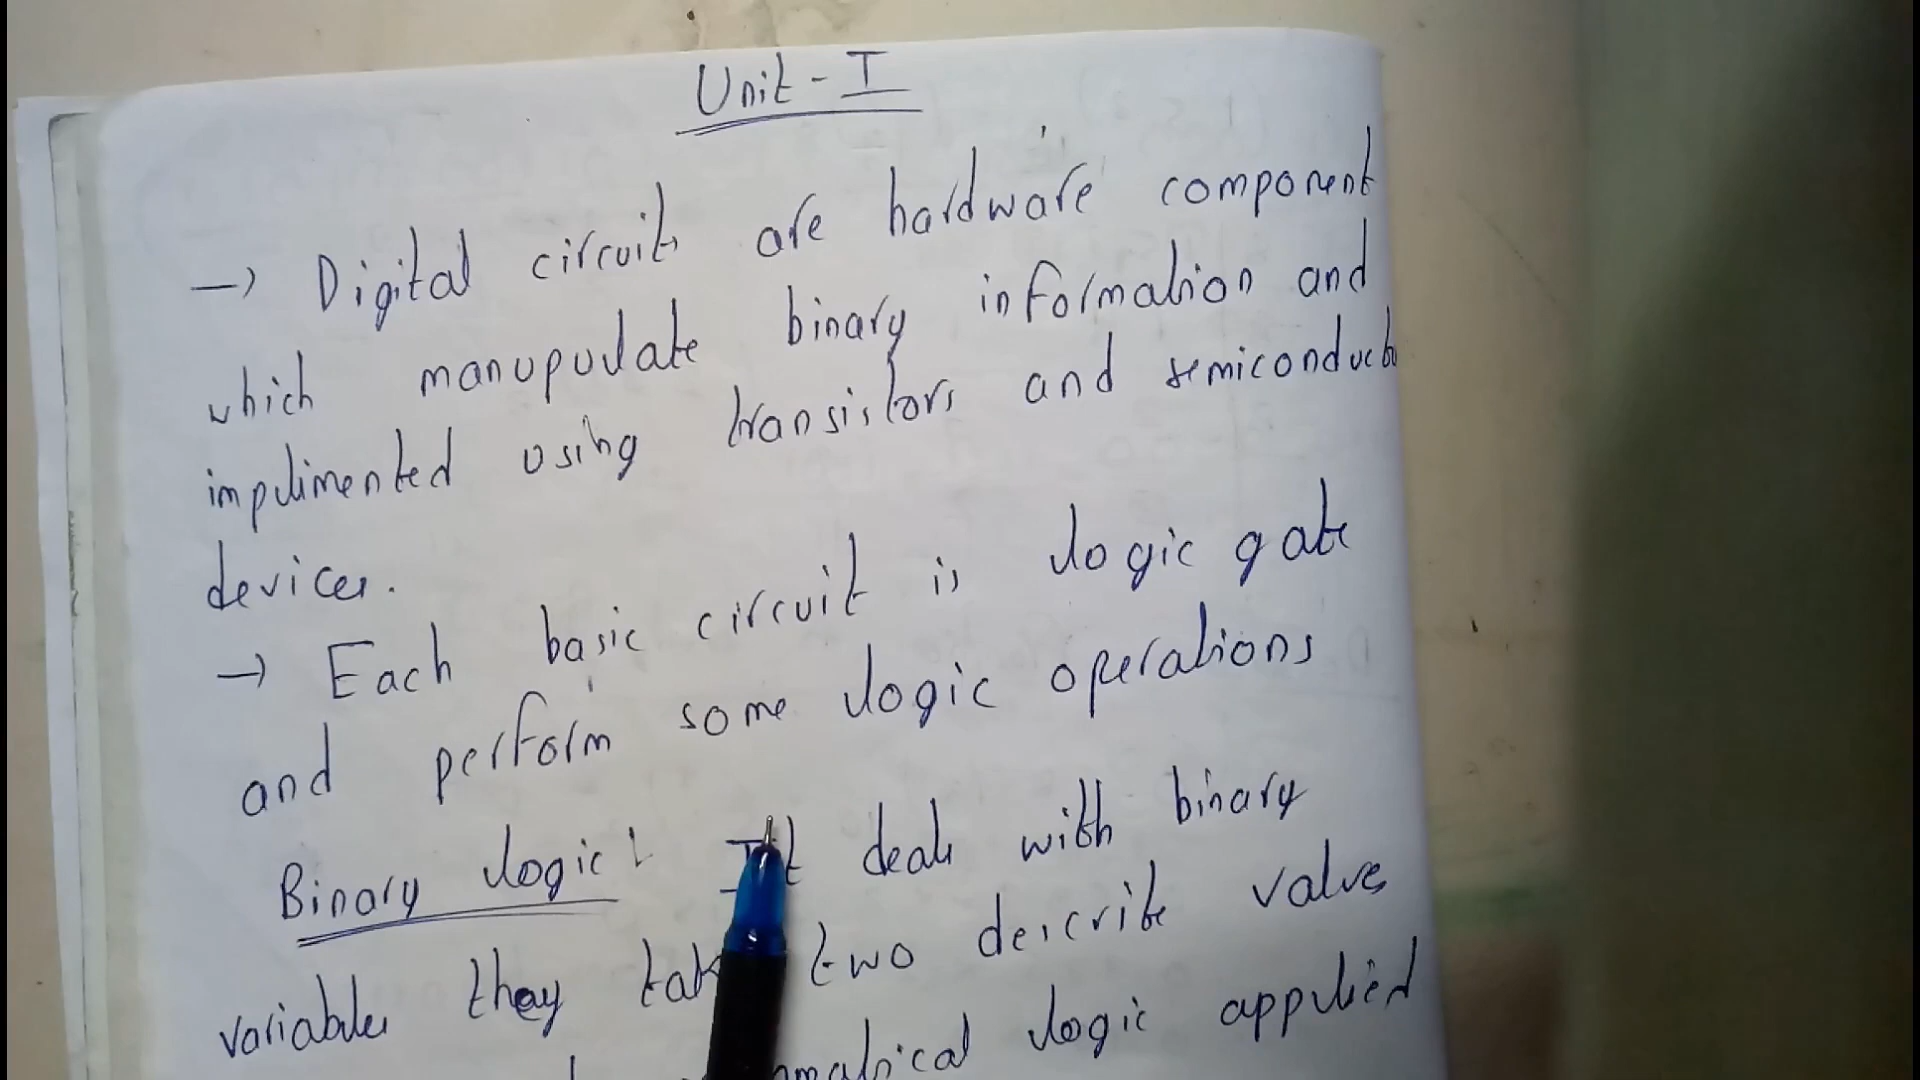 Unit - I
→ Digital circuits are hardware component
which manupulate binary information and
implimented using transistors and semiconducto
devices.
→ Each basic circuit is logic gate
and perform some logic operations
Binary logic: It deals with binary
variables they take two describe values
logic applied